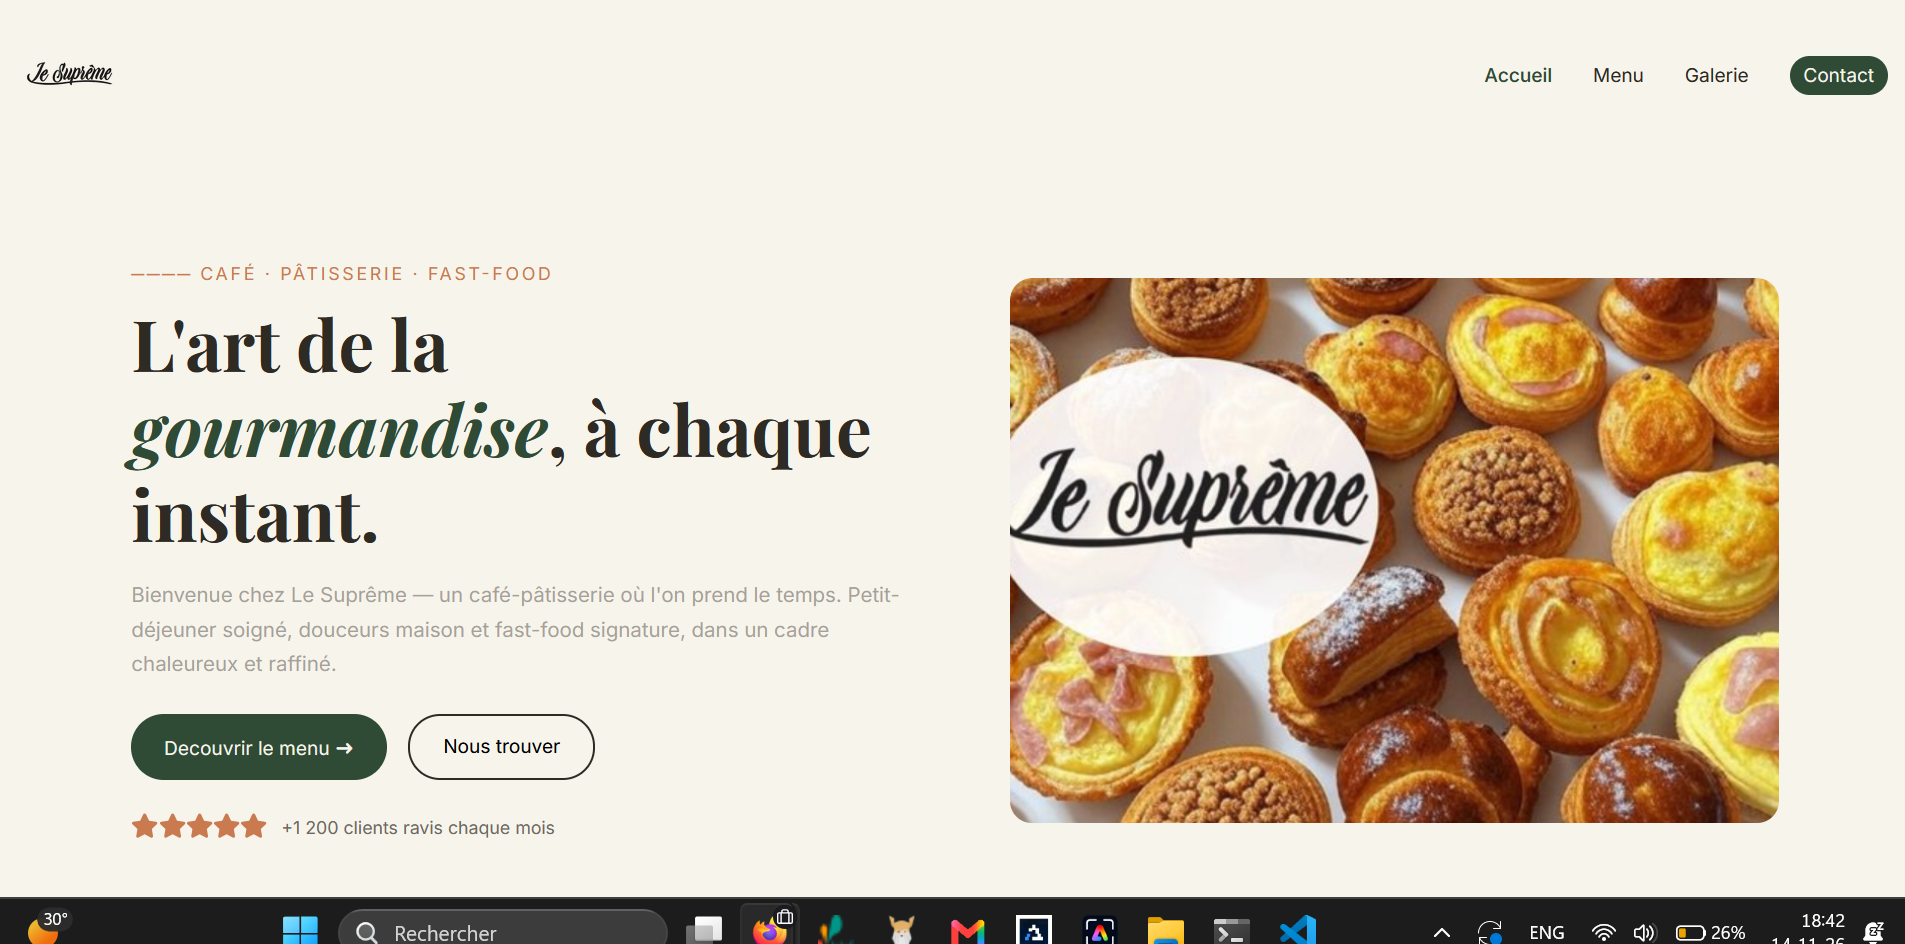 Le Suprême
Accueil
Menu
Galerie
Contact
———— CAFÉ · PÂTISSERIE · FAST-FOOD
L'art de la
gourmandise, à chaque
instant.
Bienvenue chez Le Suprême — un café-pâtisserie où l'on prend le temps. Petit-
déjeuner soigné, douceurs maison et fast-food signature, dans un cadre
chaleureux et raffiné.
Decouvrir le menu →
Nous trouver
+1 200 clients ravis chaque mois
Le Suprême
30°
Rechercher
ENG
26%
18:42